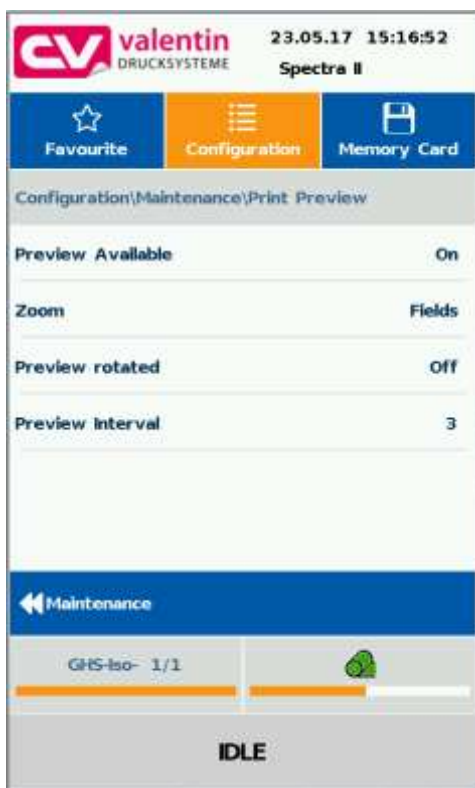 CV valentin
DRUCKSYSTEME
23.05.17 15:16:52
Spectra II
Favourite
Configuration
Memory Card
Configuration\Maintenance\Print Preview
Preview Available On
Zoom Fields
Preview rotated Off
Preview Interval 3
Maintenance
GHS-Iso- 1/1
IDLE